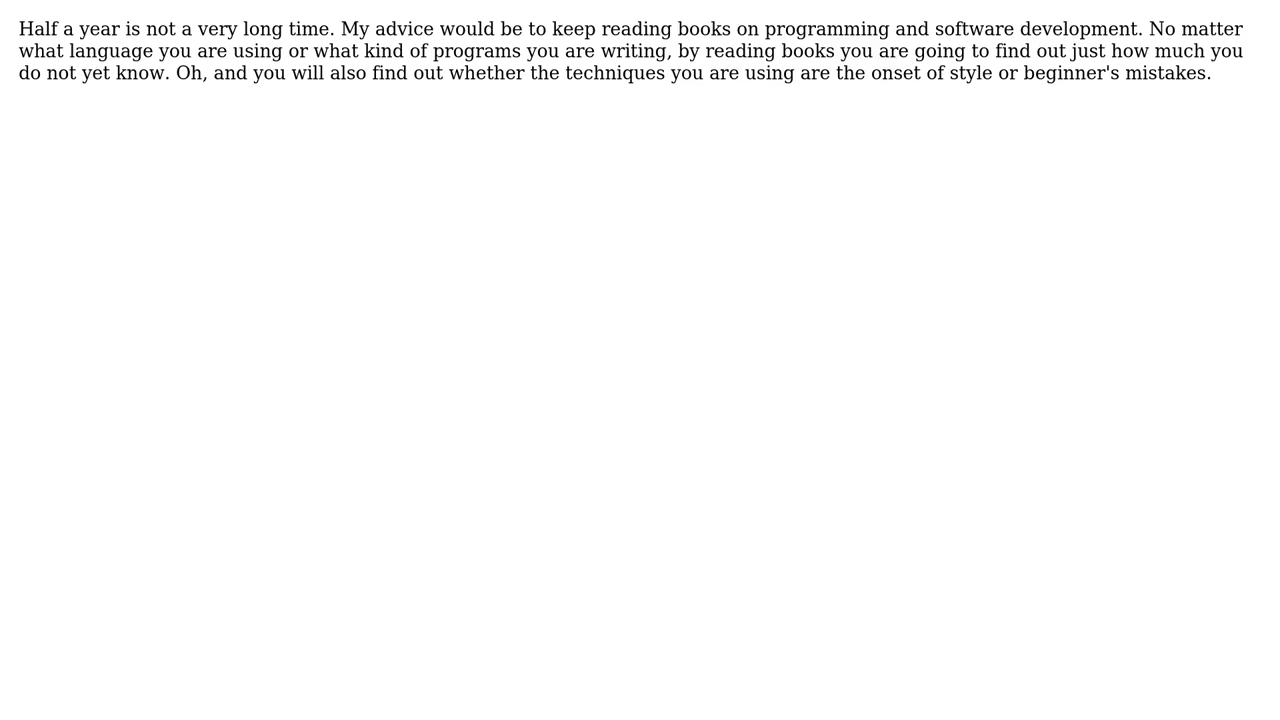 Half a year is not a very long time. My advice would be to keep reading books on programming and software development. No matter
what language you are using or what kind of programs you are writing, by reading books you are going to find out just how much you
do not yet know. Oh, and you will also find out whether the techniques you are using are the onset of style or beginner's mistakes.